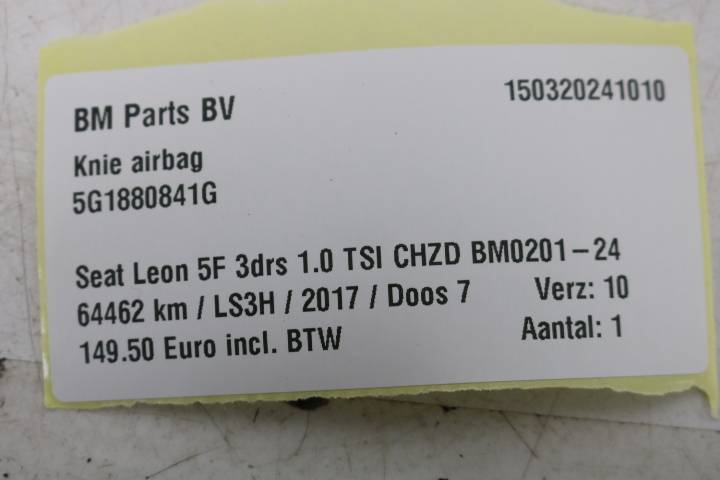 BM Parts BV 150320241010
Knie airbag
5G1880841G
Seat Leon 5F 3drs 1.0 TSI CHZD BM0201-24
64462 km / LS3H / 2017 / Doos 7 Verz: 10
149.50 Euro incl. BTW Aantal: 1